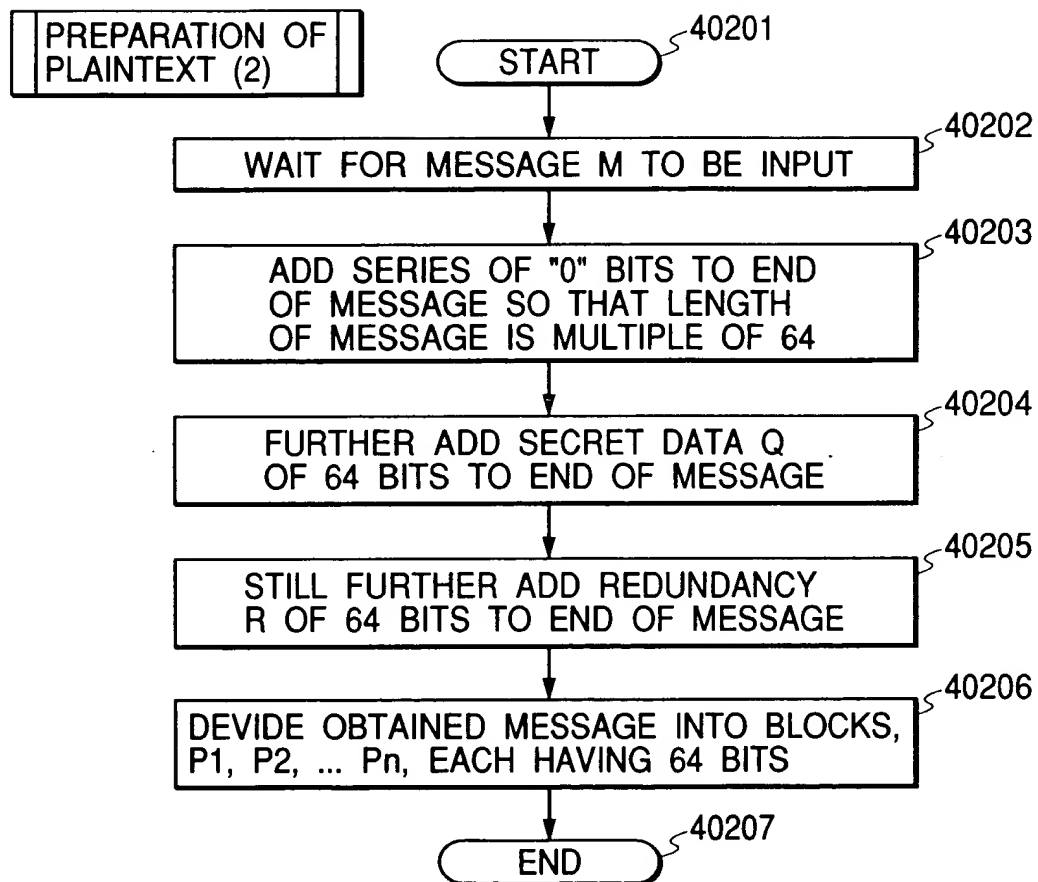 PREPARATION OF
PLAINTEXT (2)
START
40201
40202
WAIT FOR MESSAGE M TO BE INPUT
40203
ADD SERIES OF "0" BITS TO END
OF MESSAGE SO THAT LENGTH
OF MESSAGE IS MULTIPLE OF 64
40204
FURTHER ADD SECRET DATA Q
OF 64 BITS TO END OF MESSAGE
40205
STILL FURTHER ADD REDUNDANCY
R OF 64 BITS TO END OF MESSAGE
40206
DEVIDE OBTAINED MESSAGE INTO BLOCKS,
P1, P2, ... Pn, EACH HAVING 64 BITS
40207
END